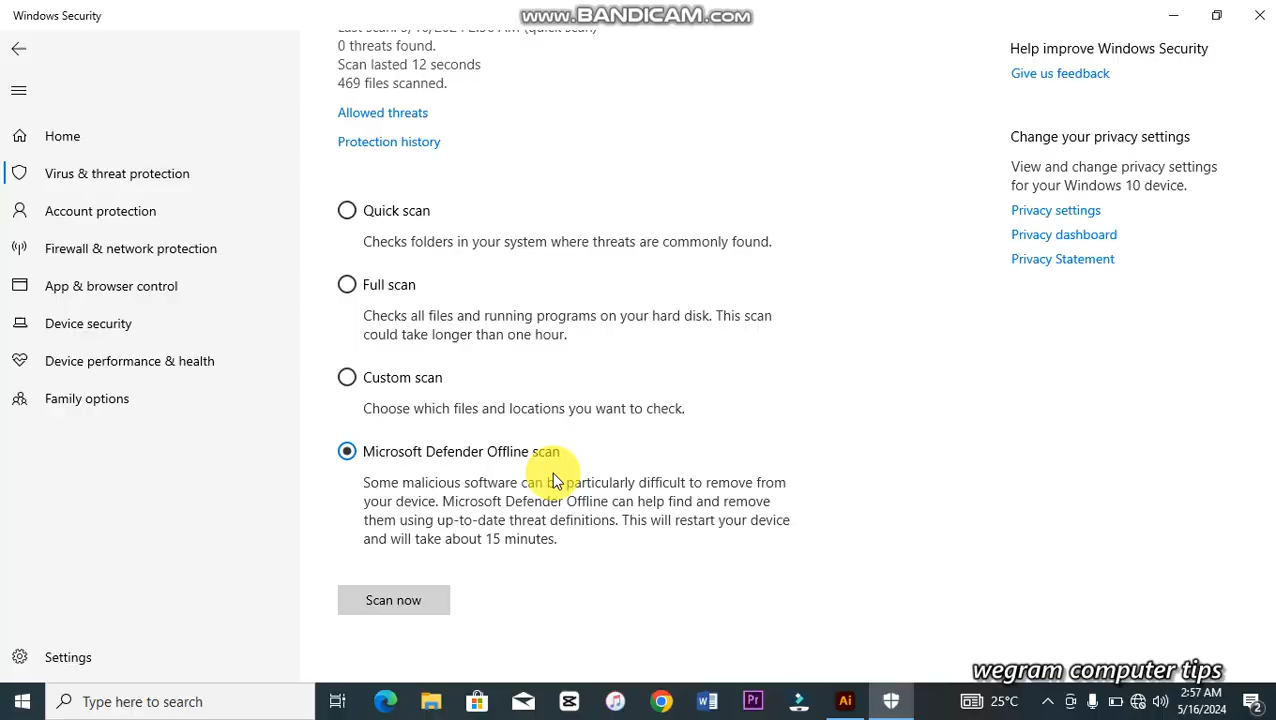 Windows Security
www.BANDICAM.com
0 threats found.
Scan lasted 12 seconds
469 files scanned.
Allowed threats
Protection history
Home
Virus & threat protection
Account protection
Firewall & network protection
App & browser control
Device security
Device performance & health
Family options
Settings
Quick scan
Checks folders in your system where threats are commonly found.
Full scan
Checks all files and running programs on your hard disk. This scan
could take longer than one hour.
Custom scan
Choose which files and locations you want to check.
Microsoft Defender Offline scan
Some malicious software can be particularly difficult to remove from
your device. Microsoft Defender Offline can help find and remove
them using up-to-date threat definitions. This will restart your device
and will take about 15 minutes.
Scan now
Help improve Windows Security
Give us feedback
Change your privacy settings
View and change privacy settings
for your Windows 10 device.
Privacy settings
Privacy dashboard
Privacy Statement
wegram computer tips
Type here to search
W
Pr
Ai
25°C
2:57 AM
5/16/2024
2